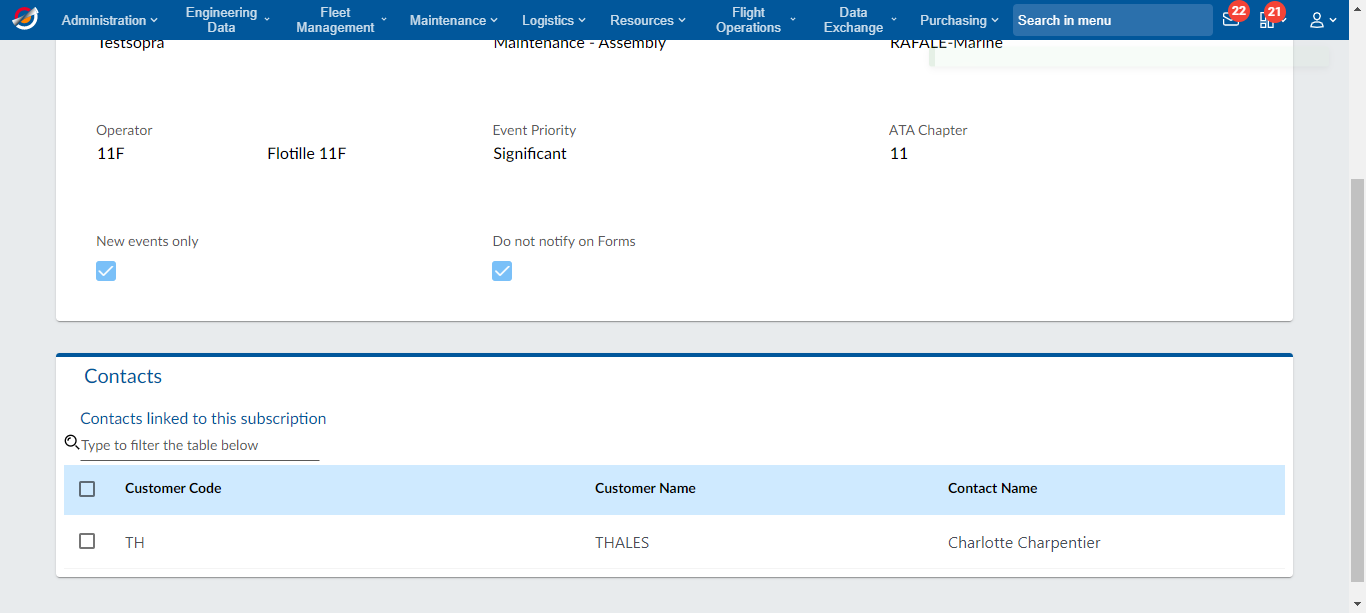 Administration
Engineering
Data
Fleet
Management
Maintenance
Logistics
Resources
Flight
Operations
Data
Exchange
Purchasing
Search in menu
22
21
Testsopra
Maintenance - Assembly
RAFALE-Marine
Operator
Event Priority
ATA Chapter
11F
Flotille 11F
Significant
11
New events only
Do not notify on Forms
Contacts
Contacts linked to this subscription
Type to filter the table below
Customer Code
Customer Name
Contact Name
TH
THALES
Charlotte Charpentier